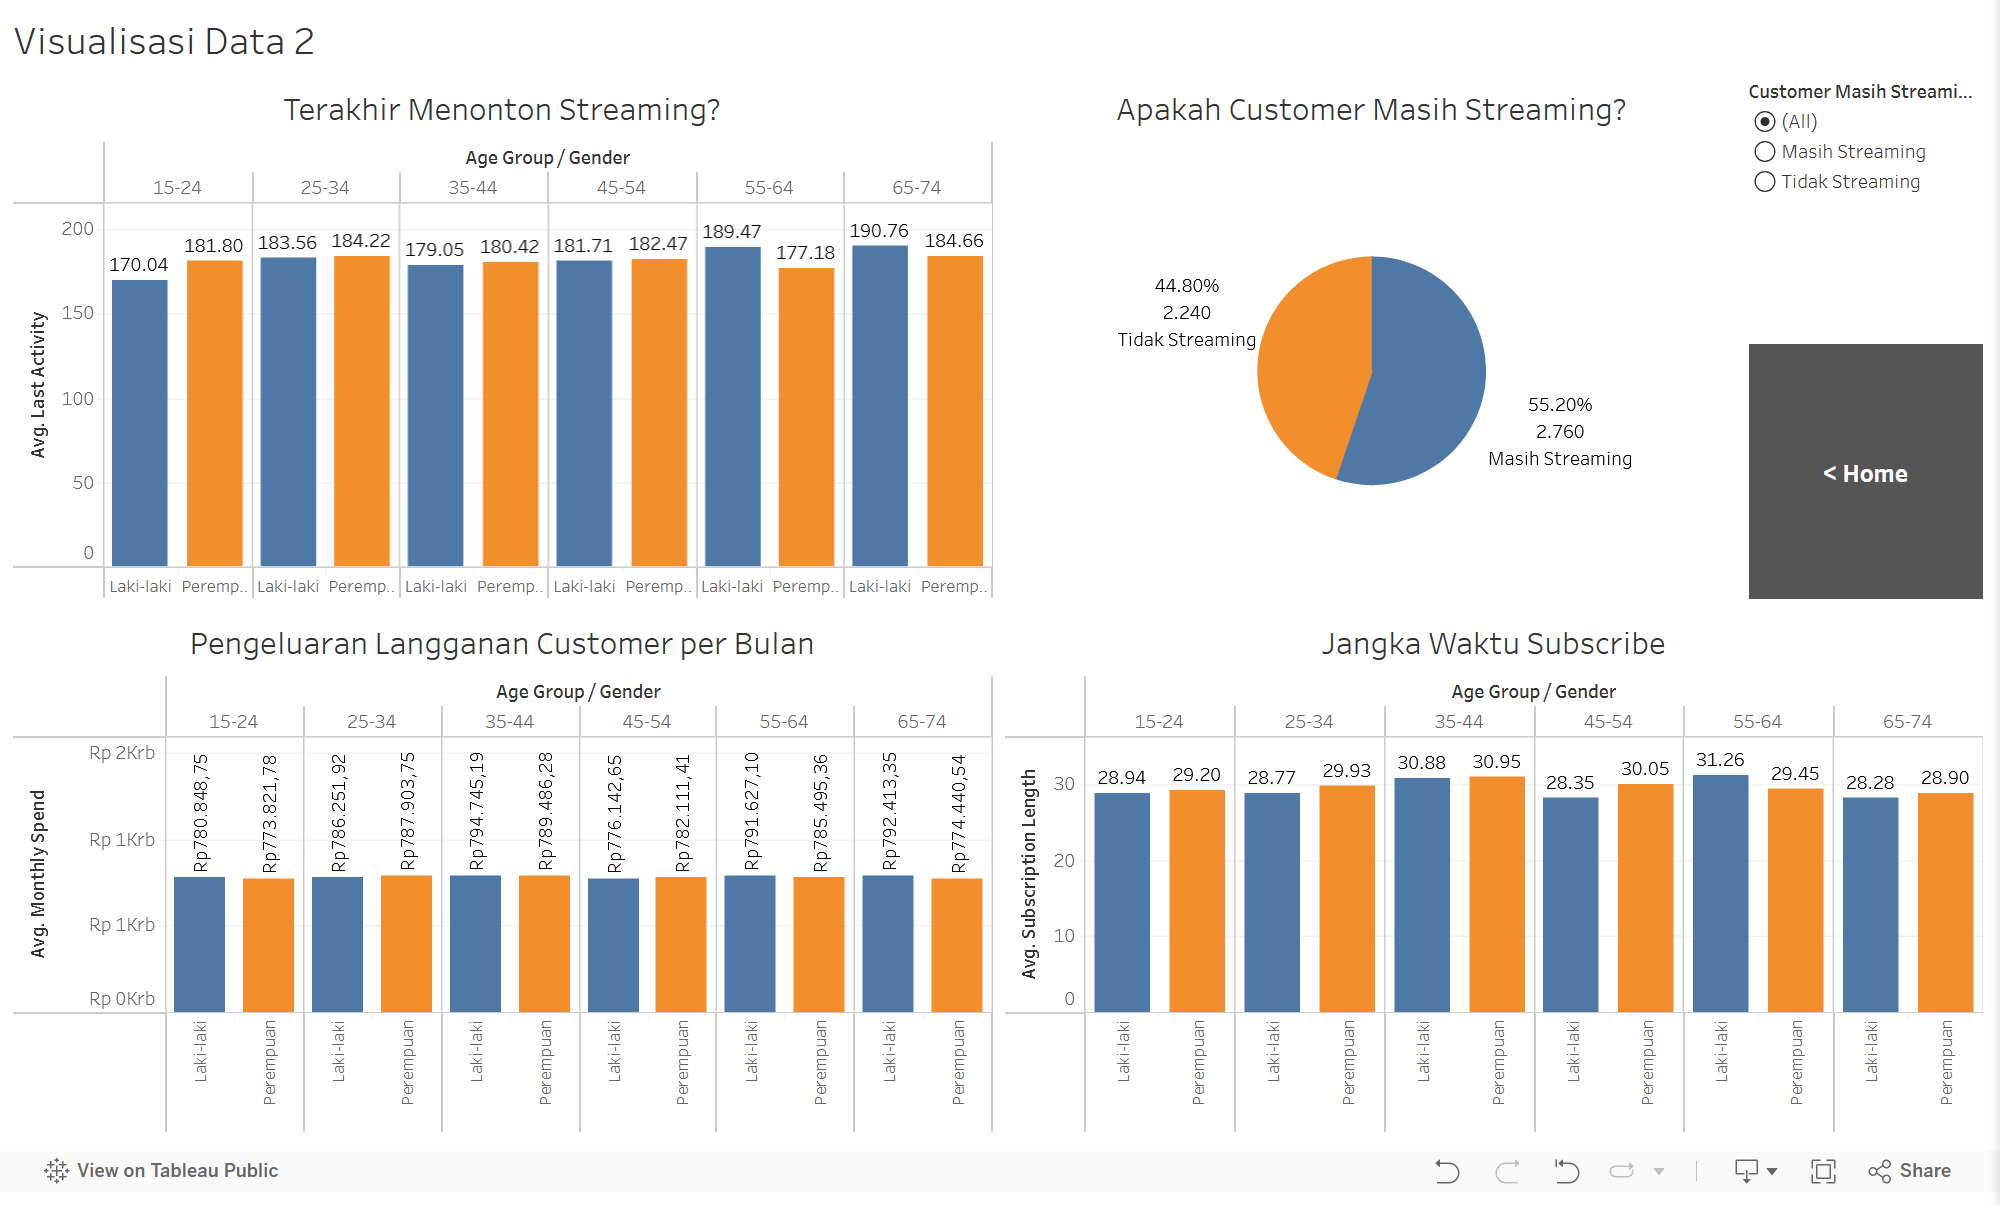 Visualisasi Data 2
Terakhir Menonton Streaming?
Age Group / Gender
15-24 25-34 35-44 45-54 55-64 65-74
Avg. Last Activity
200
150
100
50
0
170.04 181.80 183.56 184.22 179.05 180.42 181.71 182.47 189.47 177.18 190.76 184.66
Laki-laki Peremp.. Laki-laki Peremp.. Laki-laki Peremp.. Laki-laki Peremp.. Laki-laki Peremp.. Laki-laki Peremp..
Apakah Customer Masih Streaming?
44.80%
2.240
Tidak Streaming
55.20%
2.760
Masih Streaming
Customer Masih Streami...
(All)
Masih Streaming
Tidak Streaming
< Home
Pengeluaran Langganan Customer per Bulan
Age Group / Gender
15-24 25-34 35-44 45-54 55-64 65-74
Avg. Monthly Spend
Rp 2Krb
Rp 1Krb
Rp 1Krb
Rp 0Krb
Rp780.848,75 Rp773.821,78 Rp786.251,92 Rp787.903,75 Rp794.745,19 Rp789.486,28 Rp776.142,65 Rp782.111,41 Rp791.627,10 Rp785.495,36 Rp792.413,35 Rp774.440,54
Laki-laki Perempuan Laki-laki Perempuan Laki-laki Perempuan Laki-laki Perempuan Laki-laki Perempuan Laki-laki Perempuan
Jangka Waktu Subscribe
Age Group / Gender
15-24 25-34 35-44 45-54 55-64 65-74
Avg. Subscription Length
30
20
10
0
28.94 29.20 28.77 29.93 30.88 30.95 28.35 30.05 31.26 29.45 28.28 28.90
Laki-laki Perempuan Laki-laki Perempuan Laki-laki Perempuan Laki-laki Perempuan Laki-laki Perempuan Laki-laki Perempuan
View on Tableau Public
Share